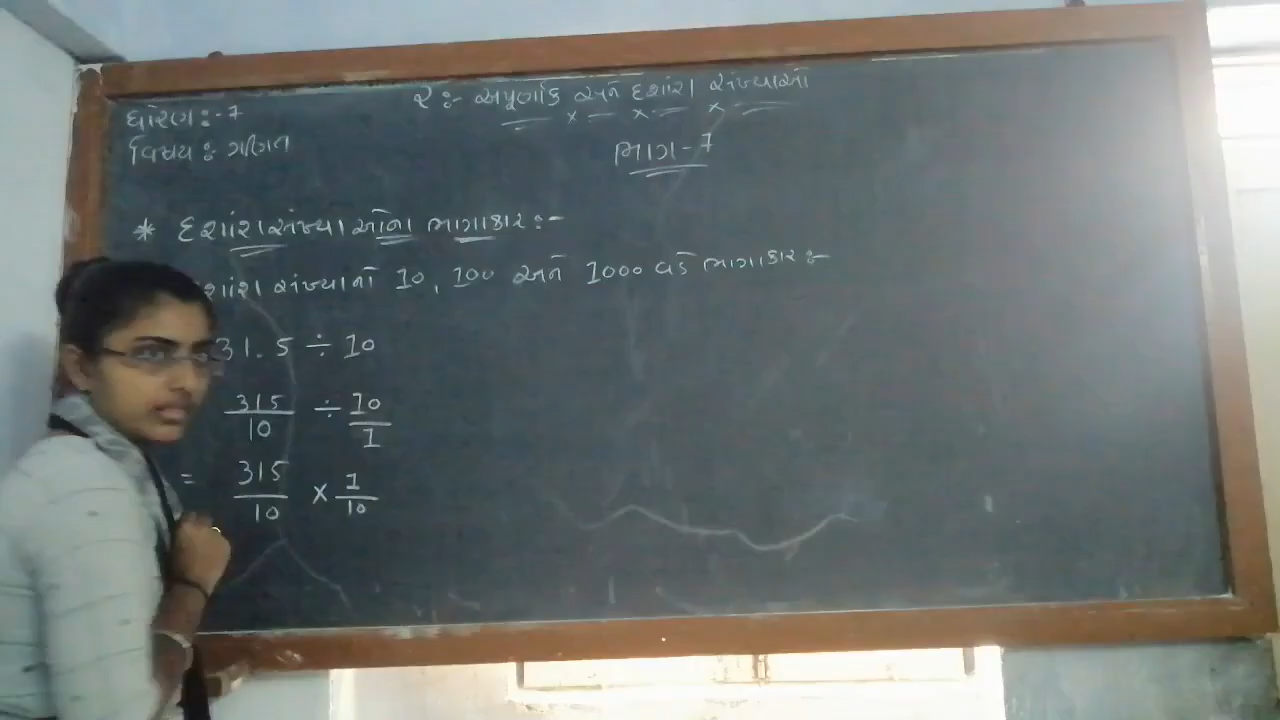 ૨ઃ- અપૂર્ણાંક અને દશાંશ સંખ્યાઓ
ધોરણઃ-7
વિષયઃ ગણિત
ભાગ-7
* દશાંશસંખ્યાઓના ભાગાકારઃ-
શાંશ સંખ્યાનો 10, 100 અને 1000 વડે ભાગાકારઃ-
31.5 ÷ 10
315/10 ÷ 10/1
= 315/10 × 1/10